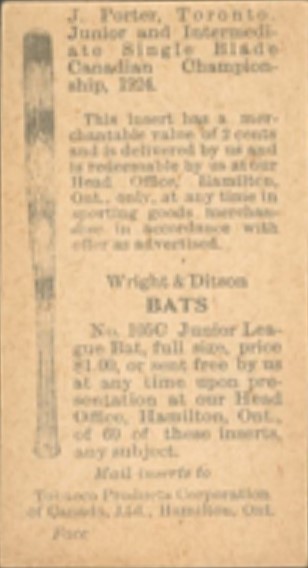 J. Porter, Toronto.
Junior and Intermedi-
ate Single Blade
Canadian Champion-
ship, 1924.
This insert has a mer-
chantable value of 2 cents
and is delivered by us and
is redeemable by us at our
Head Office, Hamilton,
Ont., only, at any time in
sporting goods merchan-
dise in accordance with
offer as advertised.
Wright & Ditson
BATS
No. 105C Junior Lea-
gue Bat, full size, price
$1.00, or sent free by us
at any time upon pre-
sentation at our Head
Office, Hamilton, Ont.,
of 60 of these inserts,
any subject.
Mail inserts to
Tobacco Products Corporation
of Canada, Ltd., Hamilton, Ont.